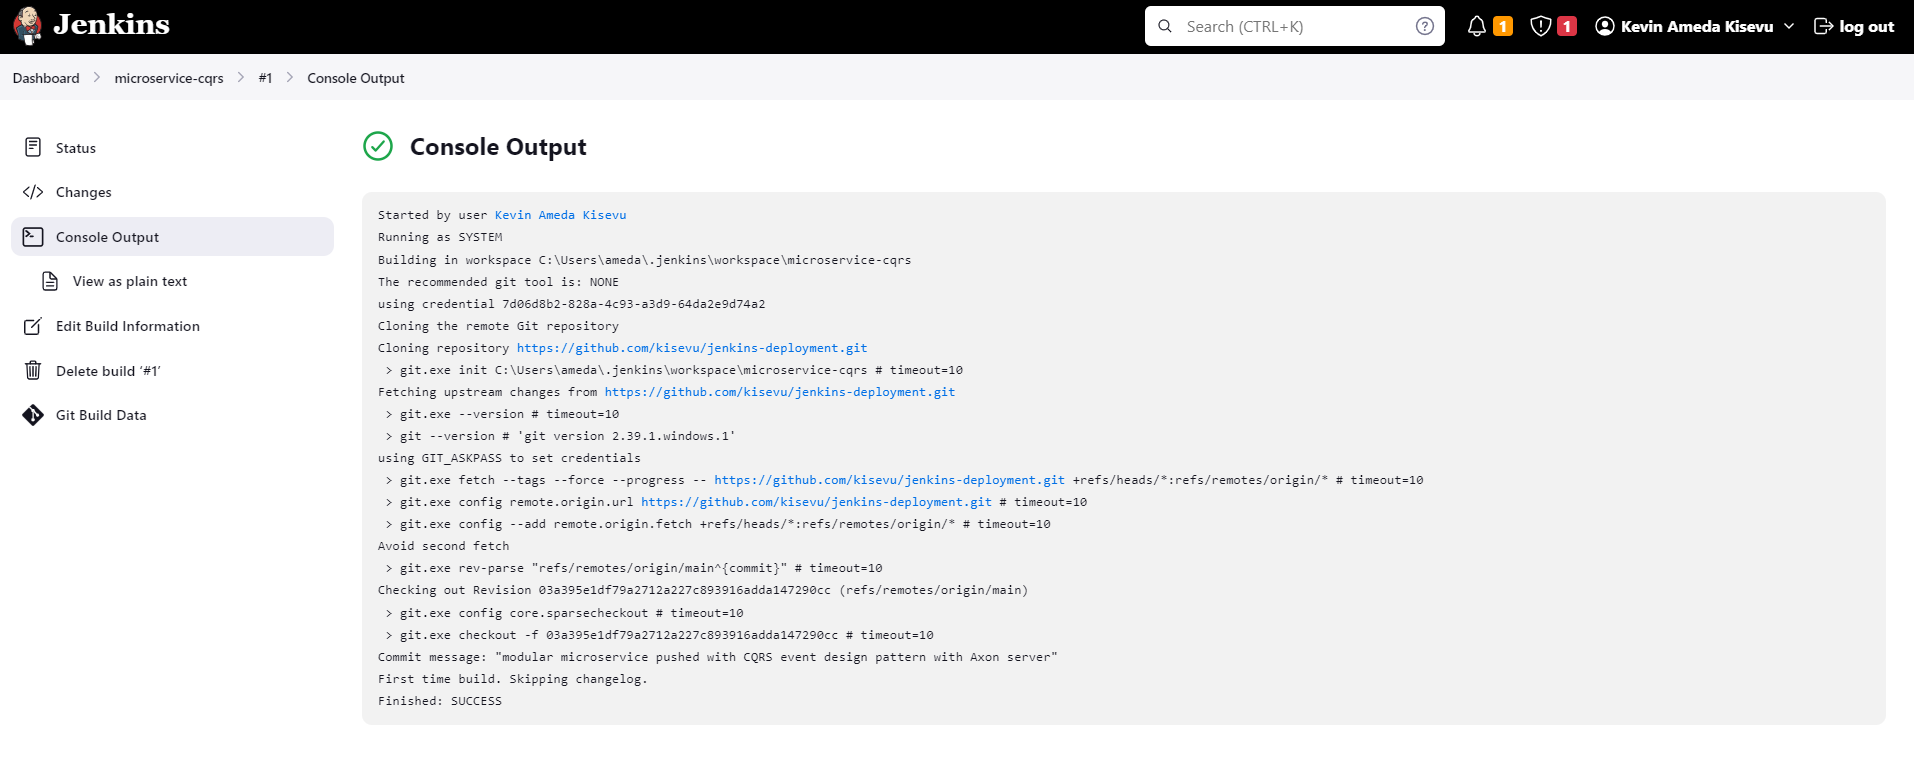 Jenkins
Search (CTRL+K)
1
1
Kevin Ameda Kisevu
log out
Dashboard
microservice-cqrs
#1
Console Output
Status
Changes
Console Output
View as plain text
Edit Build Information
Delete build ‘#1’
Git Build Data
Console Output
Started by user Kevin Ameda Kisevu
Running as SYSTEM
Building in workspace C:\Users\ameda\.jenkins\workspace\microservice-cqrs
The recommended git tool is: NONE
using credential 7d06d8b2-828a-4c93-a3d9-64da2e9d74a2
Cloning the remote Git repository
Cloning repository https://github.com/kisevu/jenkins-deployment.git
> git.exe init C:\Users\ameda\.jenkins\workspace\microservice-cqrs # timeout=10
Fetching upstream changes from https://github.com/kisevu/jenkins-deployment.git
> git.exe --version # timeout=10
> git --version # 'git version 2.39.1.windows.1'
using GIT_ASKPASS to set credentials
> git.exe fetch --tags --force --progress -- https://github.com/kisevu/jenkins-deployment.git +refs/heads/*:refs/remotes/origin/* # timeout=10
> git.exe config remote.origin.url https://github.com/kisevu/jenkins-deployment.git # timeout=10
> git.exe config --add remote.origin.fetch +refs/heads/*:refs/remotes/origin/* # timeout=10
Avoid second fetch
> git.exe rev-parse "refs/remotes/origin/main^{commit}" # timeout=10
Checking out Revision 03a395e1df79a2712a227c893916adda147290cc (refs/remotes/origin/main)
> git.exe config core.sparsecheckout # timeout=10
> git.exe checkout -f 03a395e1df79a2712a227c893916adda147290cc # timeout=10
Commit message: "modular microservice pushed with CQRS event design pattern with Axon server"
First time build. Skipping changelog.
Finished: SUCCESS